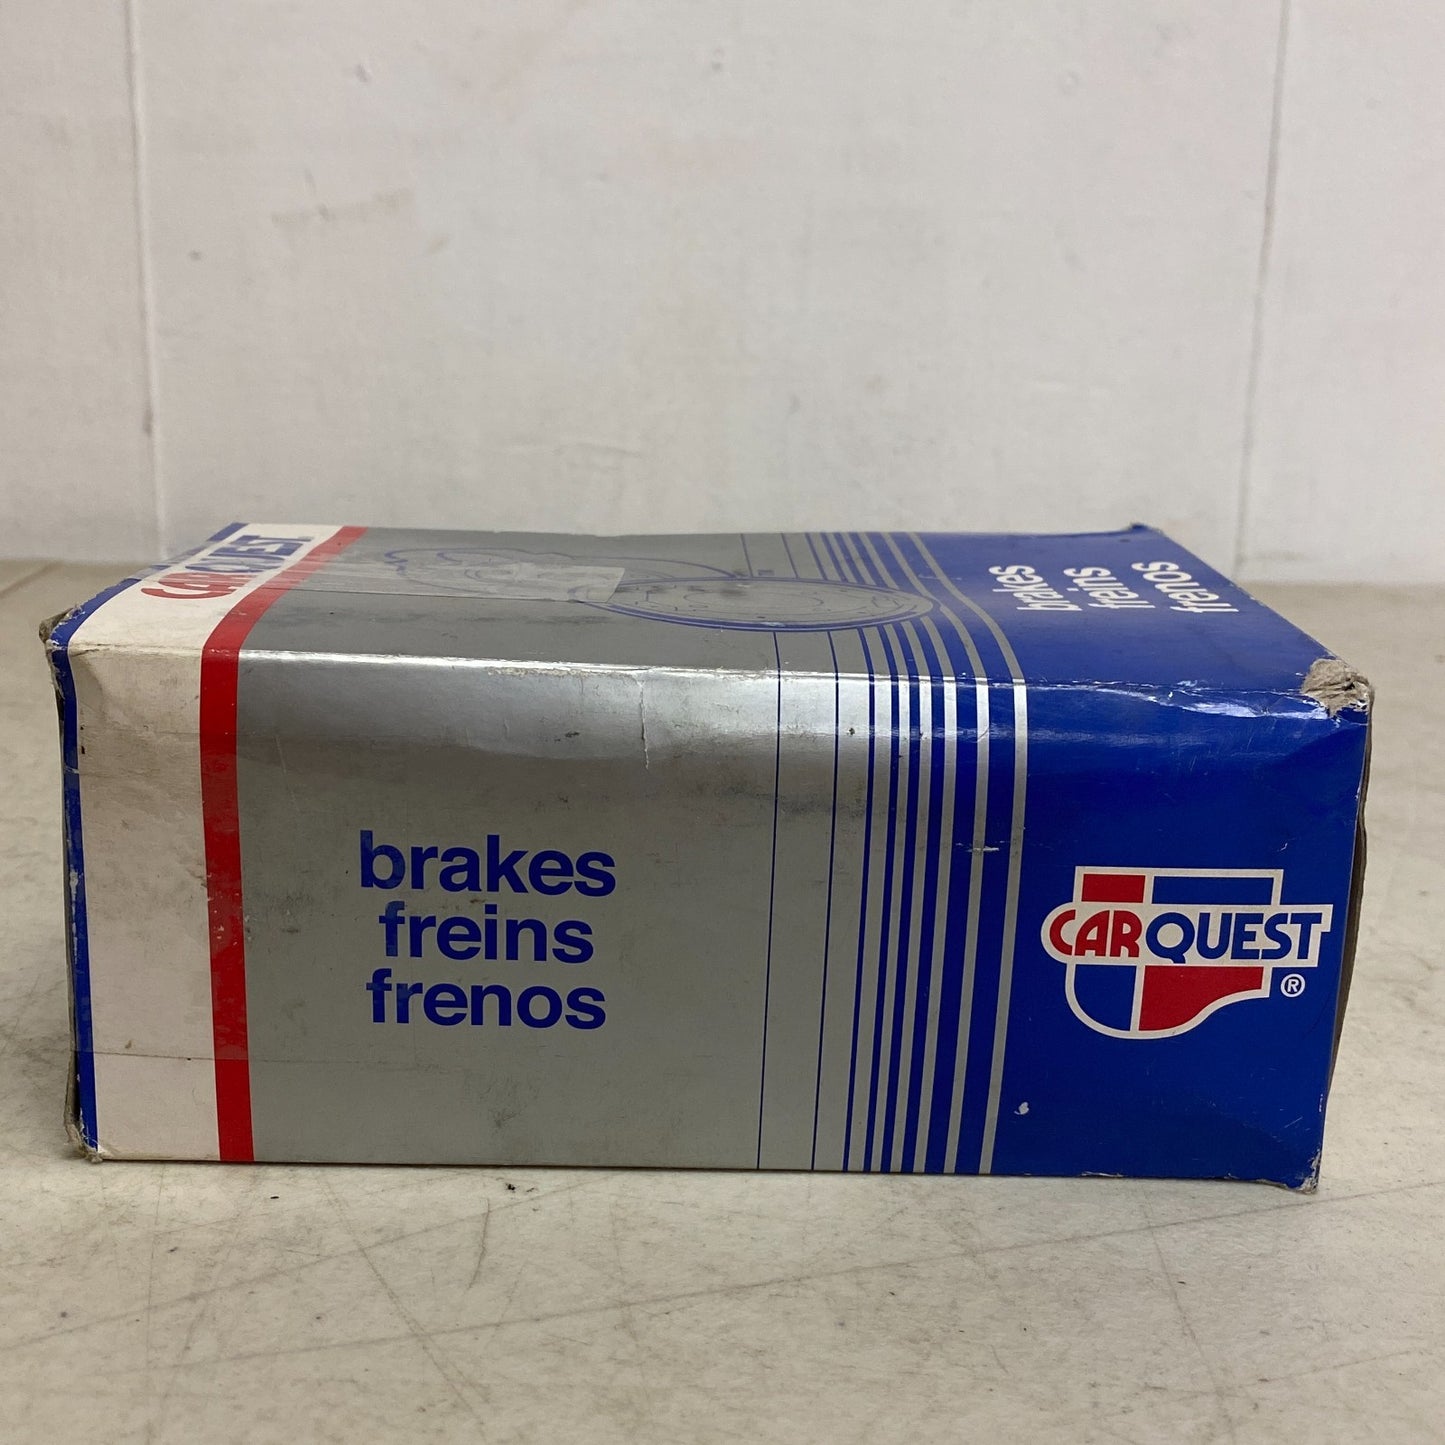 CARQUEST
brakes
freins
frenos
brakes
freins
frenos
CARQUEST ®